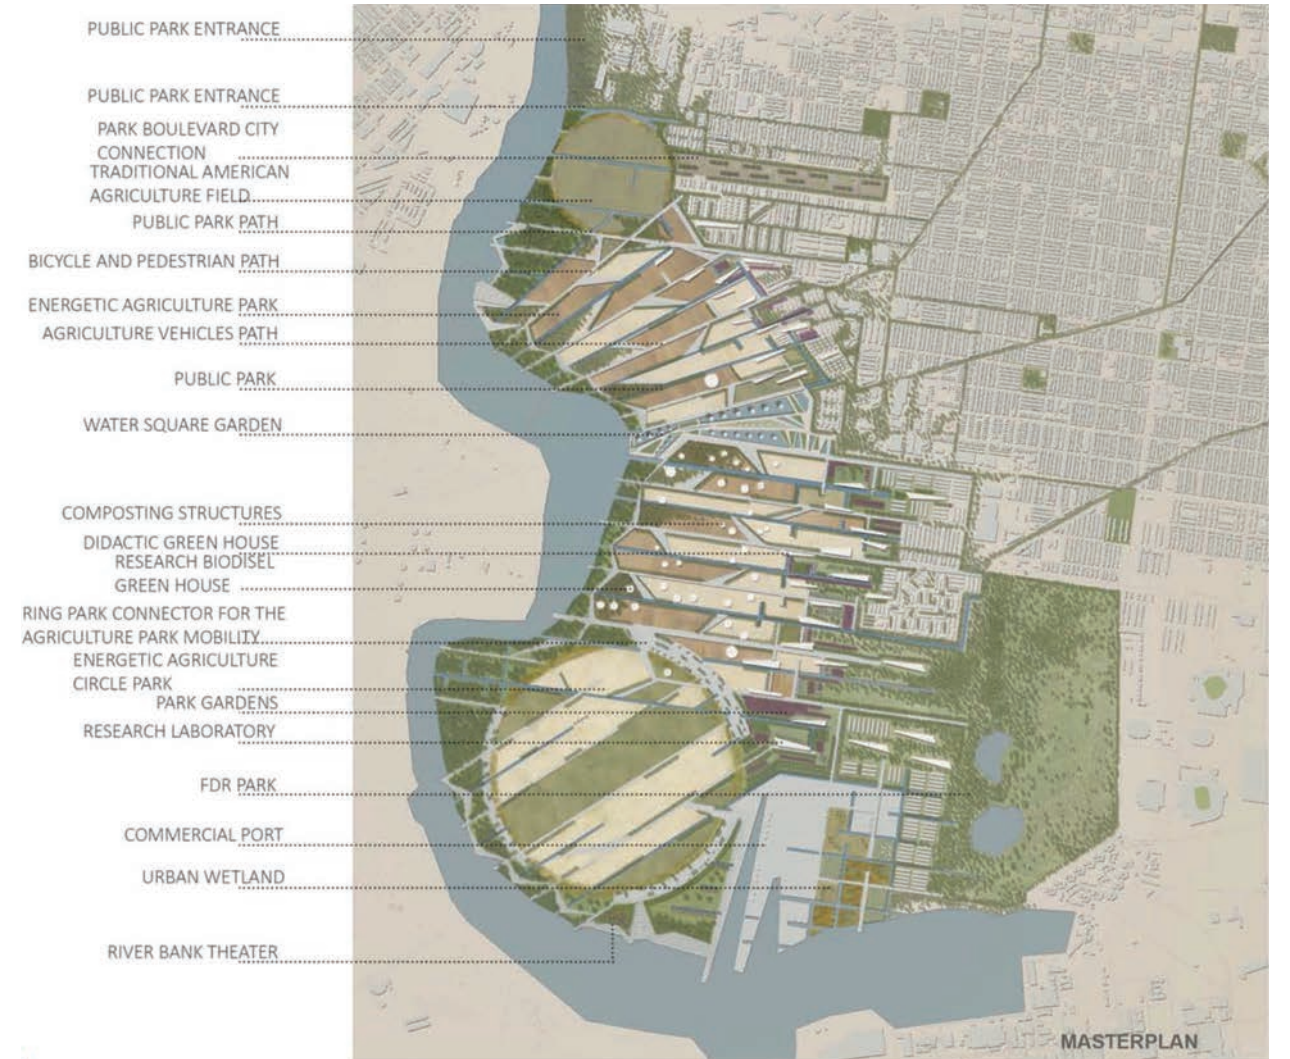 PUBLIC PARK ENTRANCE
PUBLIC PARK ENTRANCE
PARK BOULEVARD CITY
CONNECTION
TRADITIONAL AMERICAN
AGRICULTURE FIELD
PUBLIC PARK PATH
BICYCLE AND PEDESTRIAN PATH
ENERGETIC AGRICULTURE PARK
AGRICULTURE VEHICLES PATH
PUBLIC PARK
WATER SQUARE GARDEN
COMPOSTING STRUCTURES
DIDACTIC GREEN HOUSE
RESEARCH BIODISEL
GREEN HOUSE
RING PARK CONNECTOR FOR THE
AGRICULTURE PARK MOBILITY
ENERGETIC AGRICULTURE
CIRCLE PARK
PARK GARDENS
RESEARCH LABORATORY
FDR PARK
COMMERCIAL PORT
URBAN WETLAND
RIVER BANK THEATER
MASTERPLAN